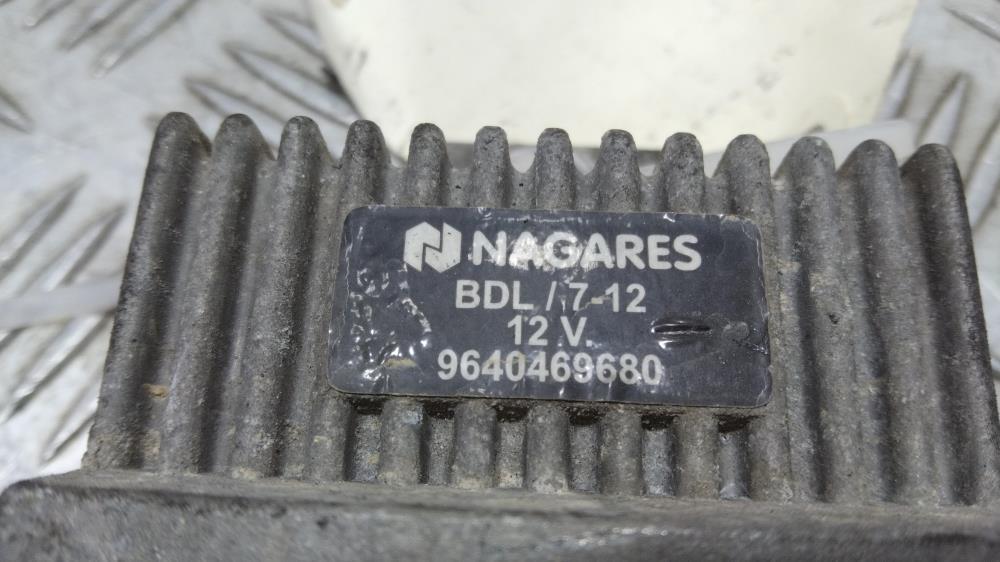 NAGARES
BDL / 7-12
12 V.
9640469680